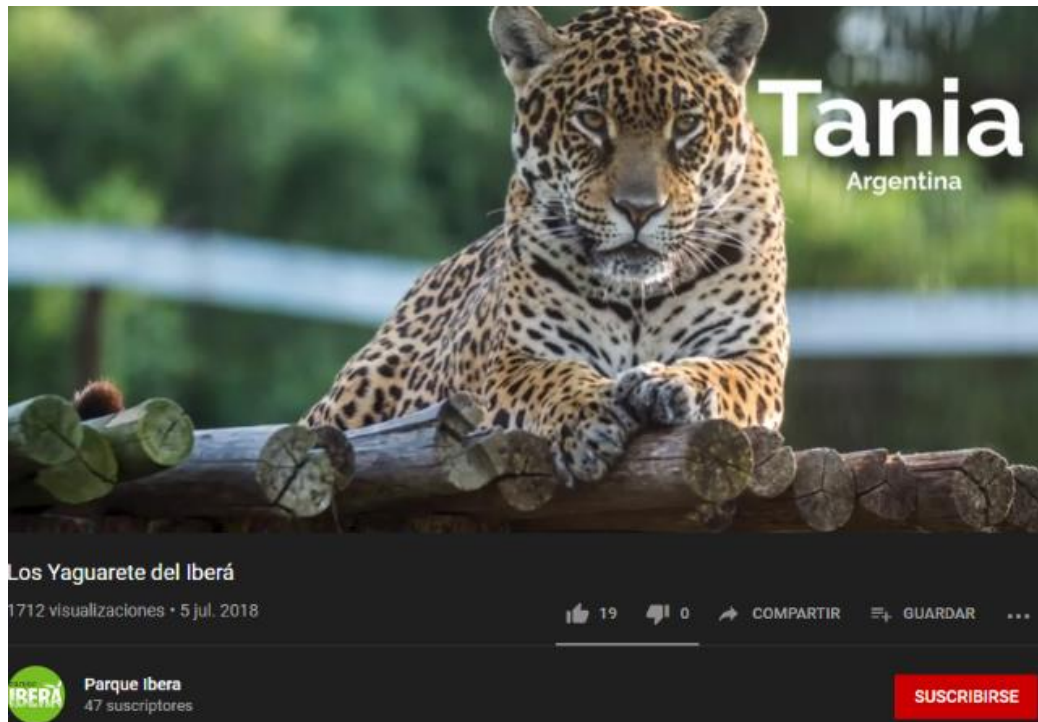 Tania
Argentina
Los Yaguarete del Iberá
1712 visualizaciones • 5 jul. 2018
19 0 COMPARTIR GUARDAR ...
IBERÁ
Parque Ibera
47 suscriptores
SUSCRIBIRSE